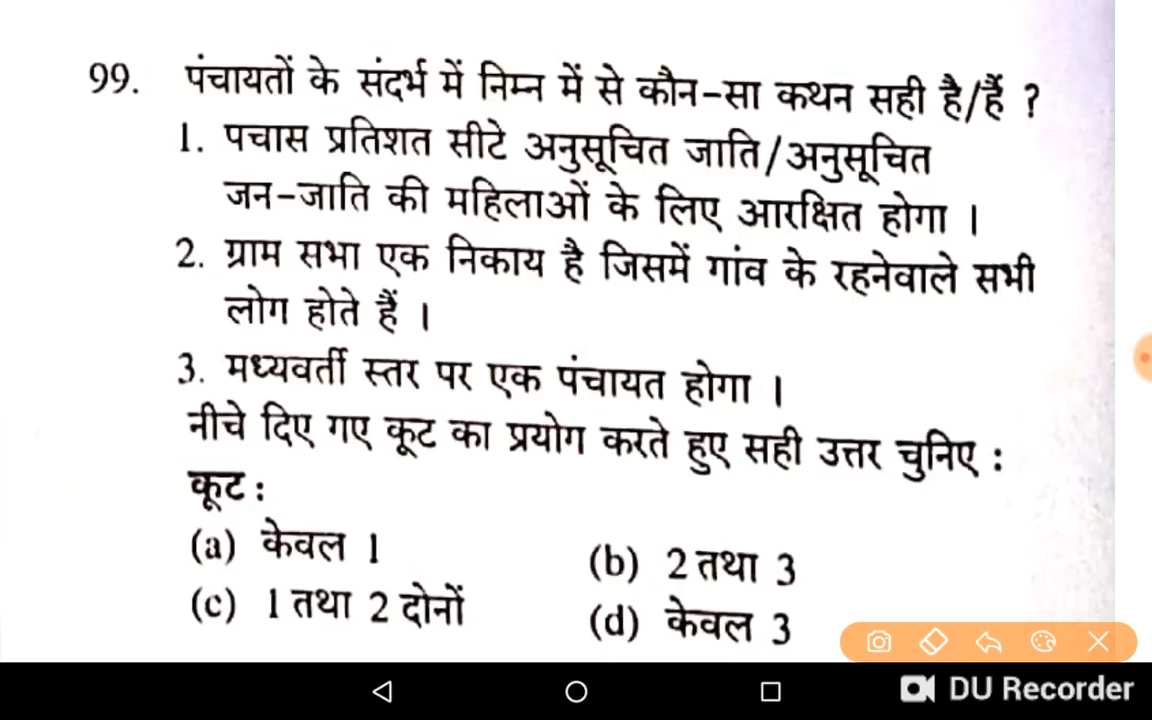 99. पंचायतों के संदर्भ में निम्न में से कौन-सा कथन सही है/हैं ?
1. पचास प्रतिशत सीटे अनुसूचित जाति/अनुसूचित
जन-जाति की महिलाओं के लिए आरक्षित होगा ।
2. ग्राम सभा एक निकाय है जिसमें गांव के रहनेवाले सभी
लोग होते हैं ।
3. मध्यवर्ती स्तर पर एक पंचायत होगा ।
नीचे दिए गए कूट का प्रयोग करते हुए सही उत्तर चुनिए :
कूट :
(a) केवल 1
(b) 2 तथा 3
(c) 1 तथा 2 दोनों
(d) केवल 3
DU Recorder